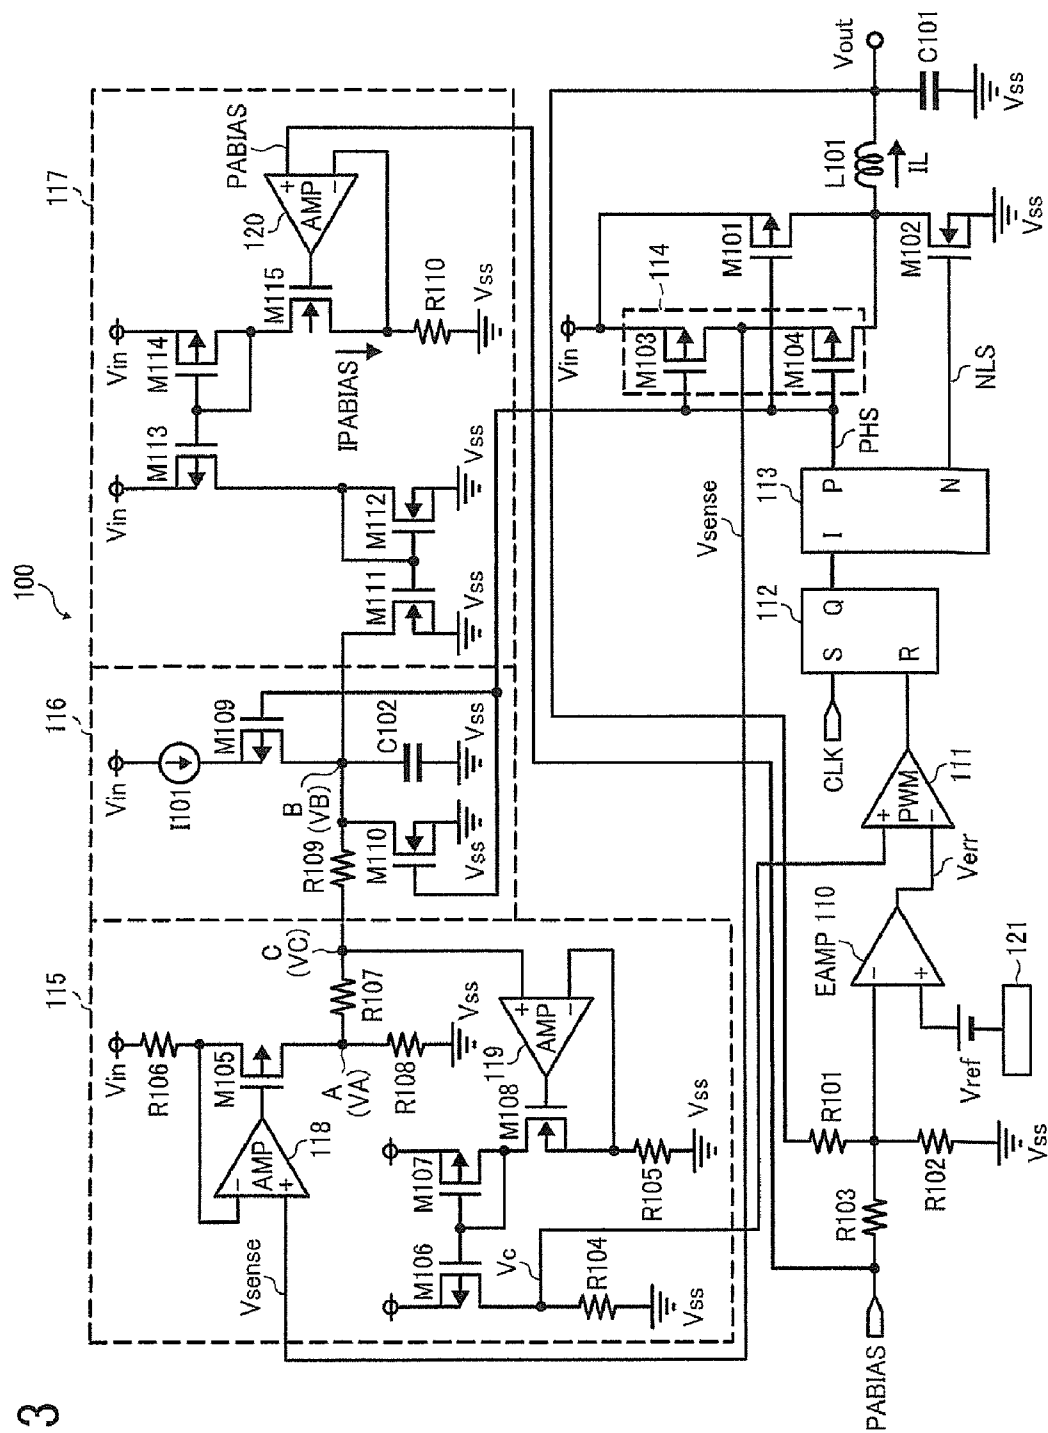 3
100
115
116
117
Vin
R106
M105
AMP
−
+
118
Vsense
A
(VA)
R108
Vss
R107
C
(VC)
R109
B
(VB)
Vin
I101
M109
M110
Vss
C102
Vss
M111
Vss
M112
Vss
Vin
M113
Vin
M114
M115
IPABIAS
R110
Vss
120
AMP
+
−
PABIAS
M106
M107
M108
119
AMP
+
−
Vc
R104
Vss
R105
Vss
PABIAS
R103
R101
R102
Vss
Vref
121
EAMP 110
−
+
Verr
PWM
+
−
111
CLK
S
Q
R
112
I
P
N
113
PHS
NLS
Vsense
Vin
114
M103
M104
M101
M102
Vss
L101
IL
Vout
C101
Vss